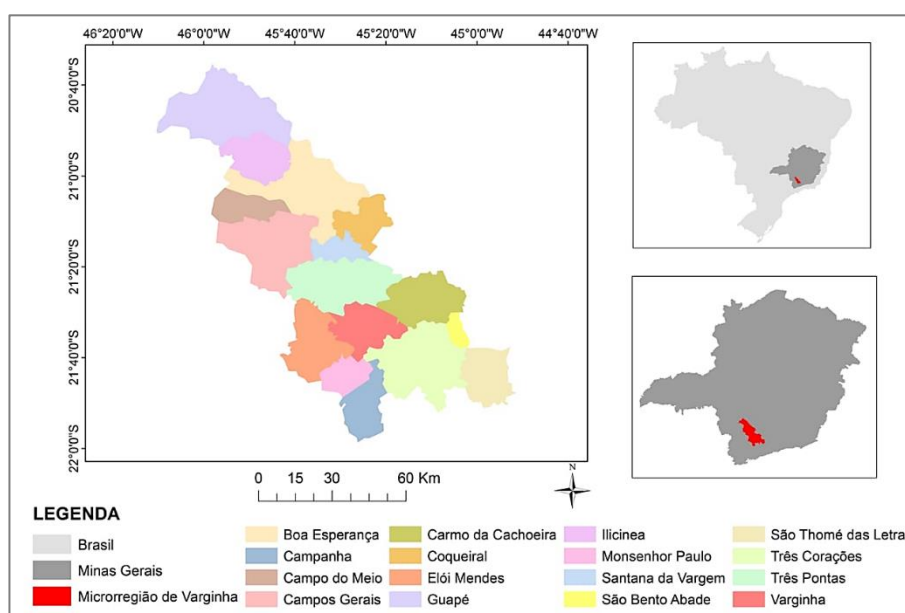 46°20'0"W 46°0'0"W 45°40'0"W 45°20'0"W 45°0'0"W 44°40'0"W
20°40'0"S
21°0'0"S
21°20'0"S
21°40'0"S
22°0'0"S
0 15 30 60 Km
N
LEGENDA
Brasil
Minas Gerais
Microrregião de Varginha
Boa Esperança
Campanha
Campo do Meio
Campos Gerais
Carmo da Cachoeira
Coqueiral
Elói Mendes
Guapé
Ilicinea
Monsenhor Paulo
Santana da Vargem
São Bento Abade
São Thomé das Letra
Três Corações
Três Pontas
Varginha